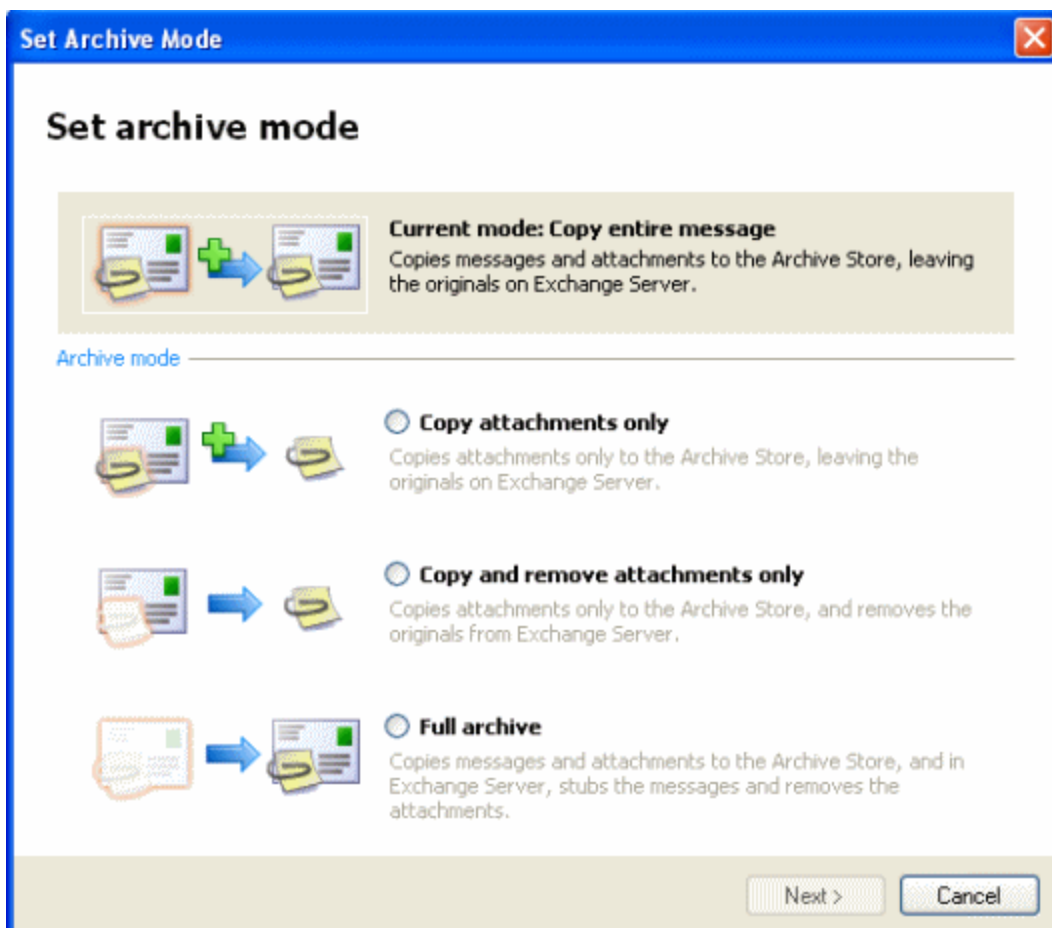 Set Archive Mode
Set archive mode
Current mode: Copy entire message
Copies messages and attachments to the Archive Store, leaving
the originals on Exchange Server.
Archive mode
Copy attachments only
Copies attachments only to the Archive Store, leaving the
originals on Exchange Server.
Copy and remove attachments only
Copies attachments only to the Archive Store, and removes the
originals from Exchange Server.
Full archive
Copies messages and attachments to the Archive Store, and in
Exchange Server, stubs the messages and removes the
attachments.
Next >
Cancel